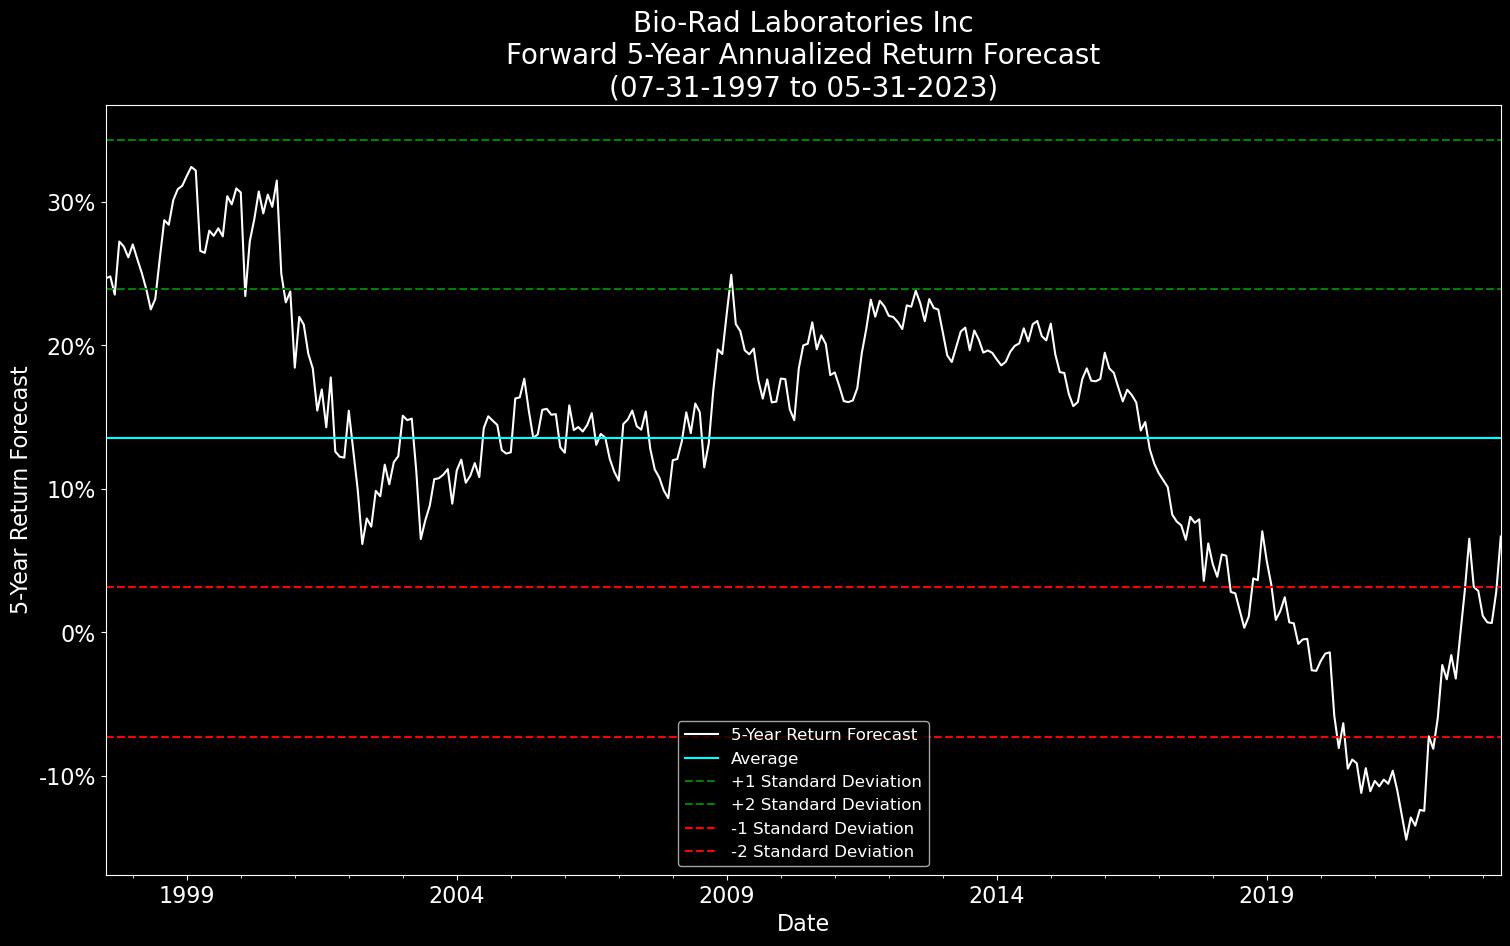 Bio-Rad Laboratories Inc
Forward 5-Year Annualized Return Forecast
(07-31-1997 to 05-31-2023)
5-Year Return Forecast
30%
20%
10%
0%
-10%
5-Year Return Forecast
Average
+1 Standard Deviation
+2 Standard Deviation
-1 Standard Deviation
-2 Standard Deviation
1999
2004
2009
2014
2019
Date